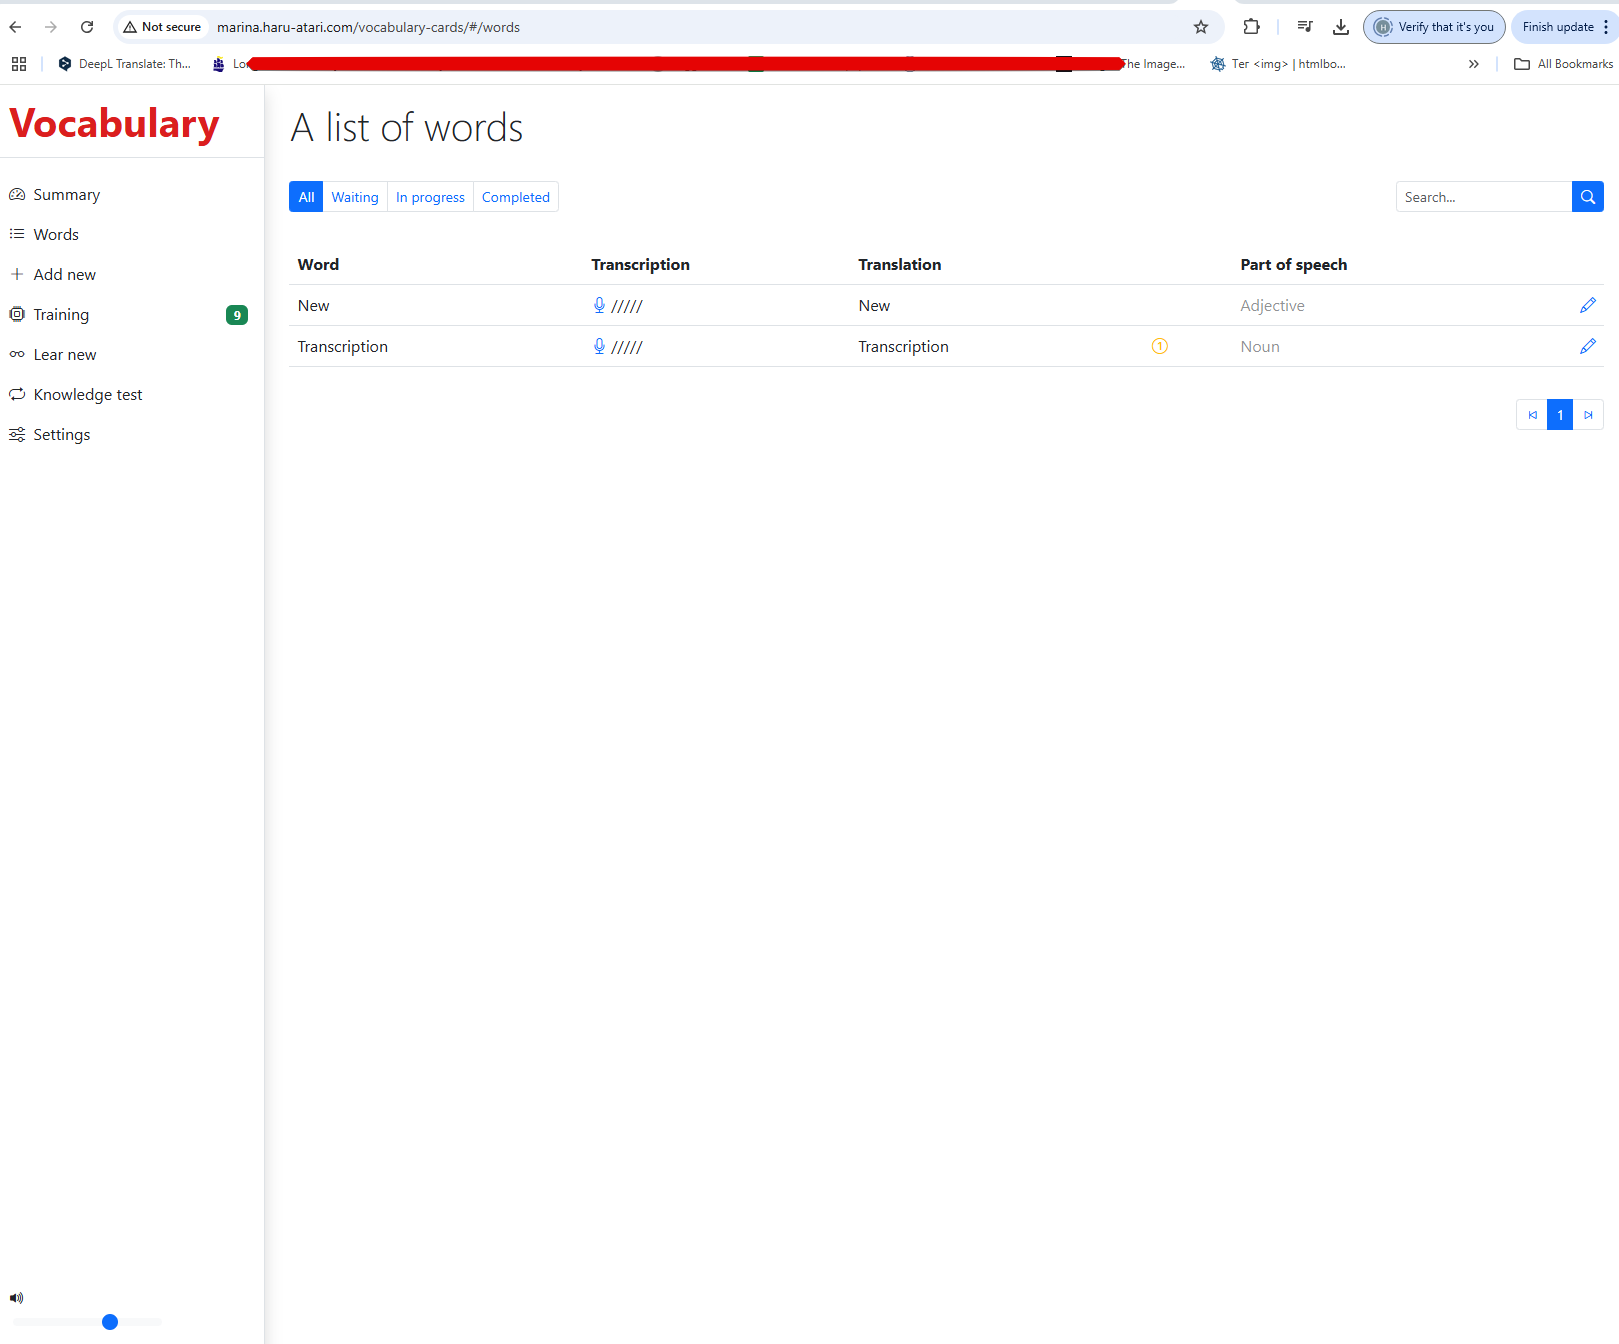 Not secure marina.haru-atari.com/vocabulary-cards/#/words Verify that it's you Finish update
DeepL Translate: Th... The Image... Тег <img> | htmlbo... » All Bookmarks
Vocabulary
Summary
Words
Add new
Training 9
Lear new
Knowledge test
Settings
A list of words
All Waiting In progress Completed Search...
Word Transcription Translation Part of speech
New ///// New Adjective
Transcription ///// Transcription 1 Noun
1